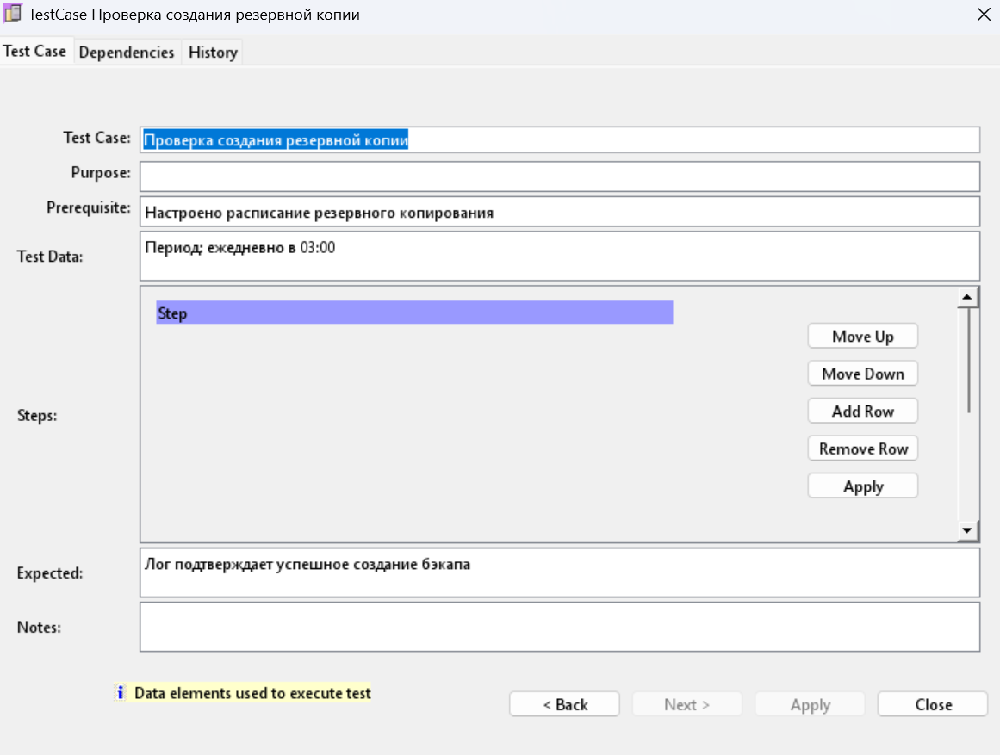 TestCase Проверка создания резервной копии
Test Case Dependencies History
Test Case: Проверка создания резервной копии
Purpose:
Prerequisite: Настроено расписание резервного копирования
Test Data: Период; ежедневно в 03:00
Step
Move Up
Move Down
Add Row
Steps:
Remove Row
Apply
Expected: Лог подтверждает успешное создание бэкапа
Notes:
i Data elements used to execute test
< Back Next > Apply Close